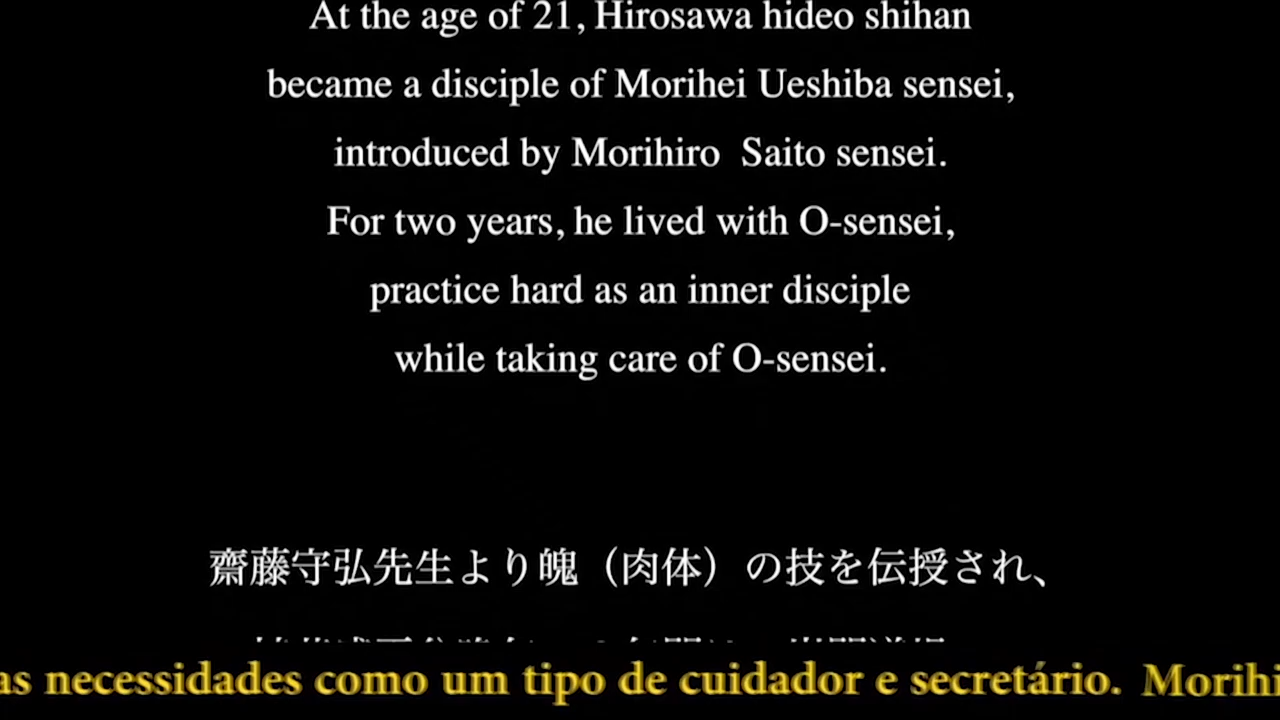 At the age of 21, Hirosawa hideo shihan
became a disciple of Morihei Ueshiba sensei,
introduced by Morihiro Saito sensei.
For two years, he lived with O-sensei,
practice hard as an inner disciple
while taking care of O-sensei.
齋藤守弘先生より魄（肉体）の技を伝授され、
as necessidades como um tipo de cuidador e secretário. Morihi